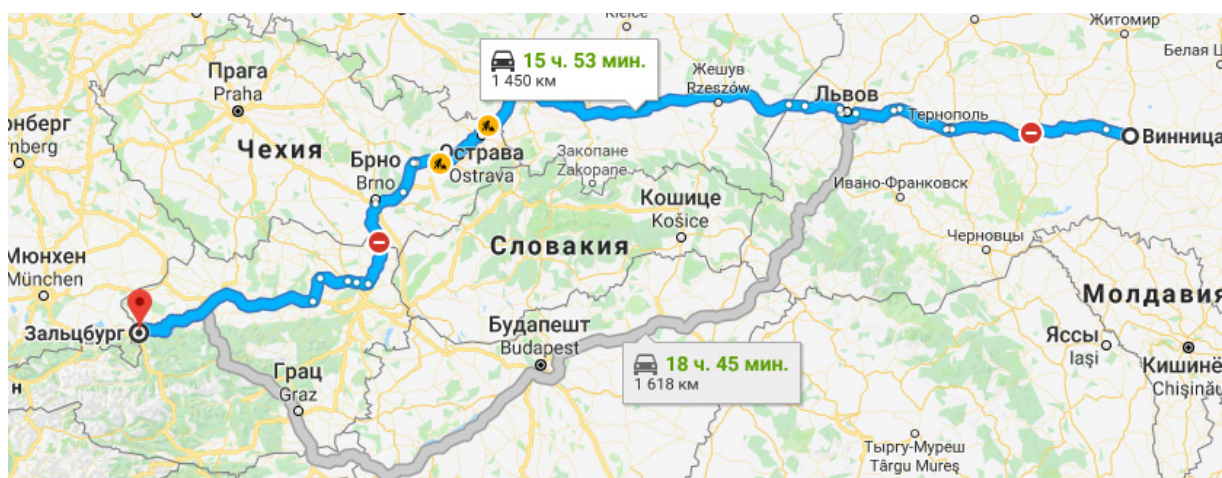 Kielce
Житомир
Белая Ц
15 ч. 53 мин.
1 450 км
Прага
Praha
Жешув
Rzeszów
Львов
Тернополь
Винница
онберг
rnberg
Чехия
Острава
Ostrava
Брно
Brno
Закопане
Zakopane
Ивано-Франковск
Кошице
Košice
Словакия
Черновцы
Мюнхен
München
Молдавия
Зальцбург
Будапешт
Budapest
Яссы
Iași
Кишинё
Chișinău
18 ч. 45 мин.
1 618 км
Грац
Graz
н
Тыргу-Муреш
Târgu Mureș